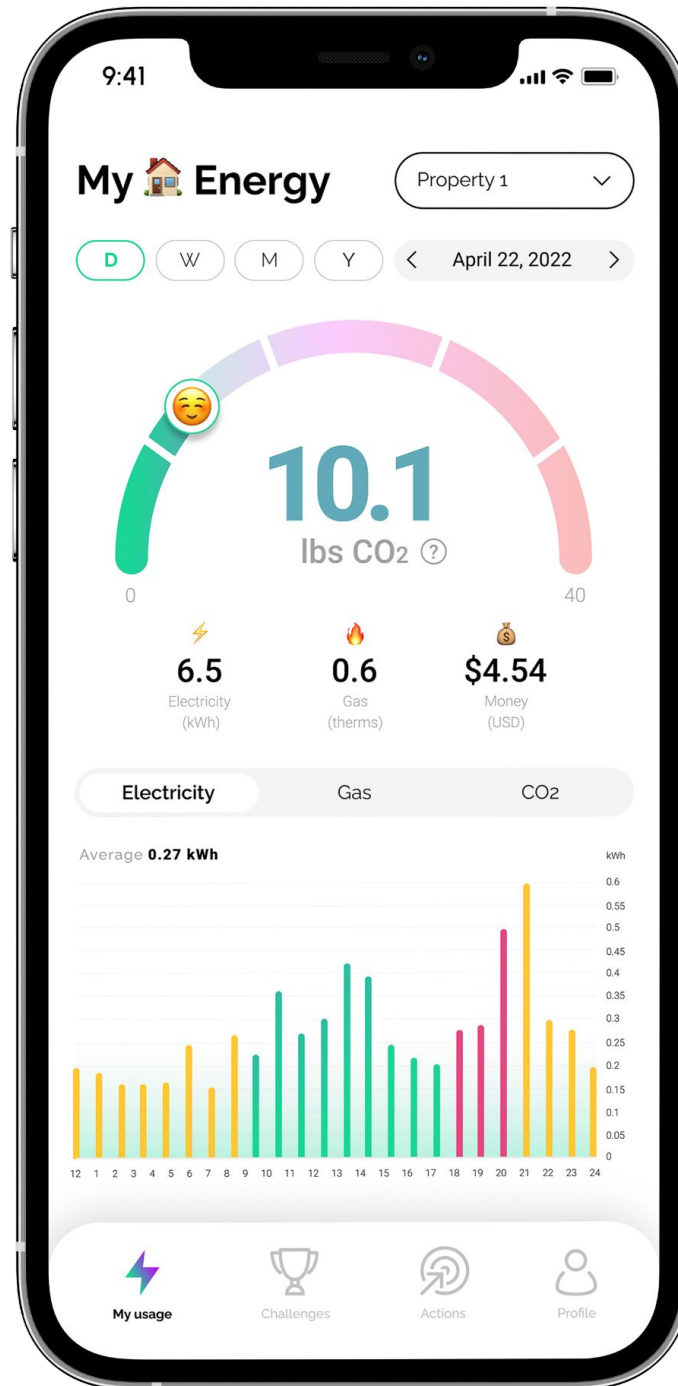 9:41
My 🏠 Energy
Property 1
D W M Y
April 22, 2022
10.1
lbs CO₂ ?
0 40
6.5 0.6 $4.54
Electricity Gas Money
(kWh) (therms) (USD)
Electricity Gas CO2
Average 0.27 kWh
kWh
0.6
0.55
0.5
0.45
0.4
0.35
0.3
0.25
0.2
0.15
0.1
0.05
0
12 1 2 3 4 5 6 7 8 9 10 11 12 13 14 15 16 17 18 19 20 21 22 23 24
My usage Challenges Actions Profile